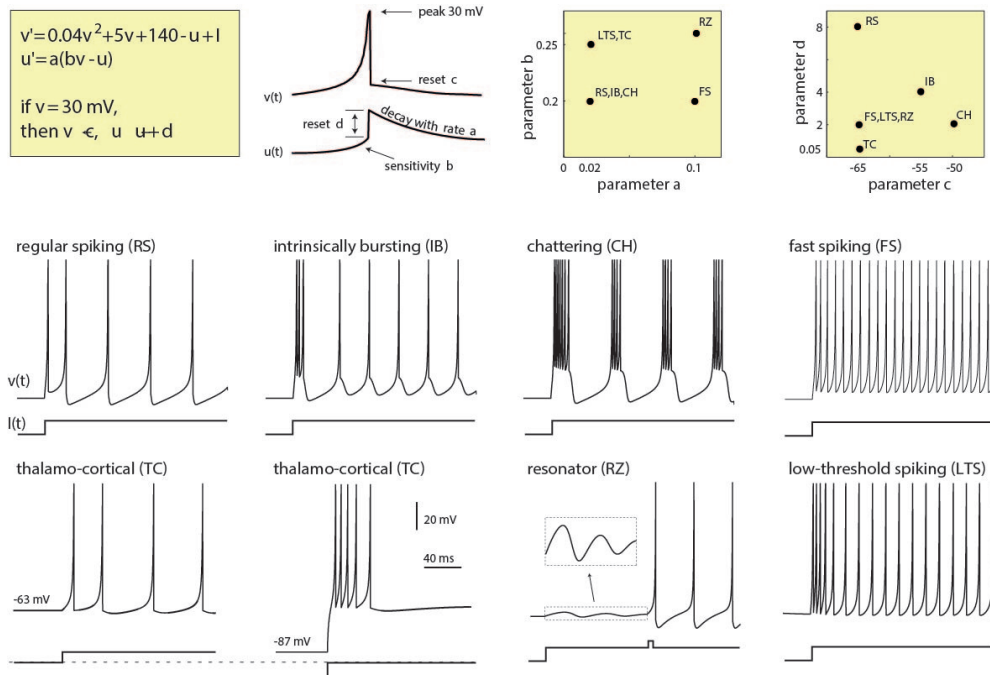 v'=0.04v²+5v+140-u+I
u'=a(bv-u)
if v=30 mV,
then v ←c, u u+d
peak 30 mV
reset c
v(t)
reset d
decay with rate a
u(t)
sensitivity b
parameter b
0.25
0.2
LTS,TC
RZ
RS,IB,CH
FS
0
0.02
0.1
parameter a
parameter d
8
4
2
0.05
RS
IB
FS,LTS,RZ
CH
TC
-65
-55
-50
parameter c
regular spiking (RS)
intrinsically bursting (IB)
chattering (CH)
fast spiking (FS)
v(t)
I(t)
thalamo-cortical (TC)
thalamo-cortical (TC)
resonator (RZ)
low-threshold spiking (LTS)
20 mV
40 ms
-63 mV
-87 mV